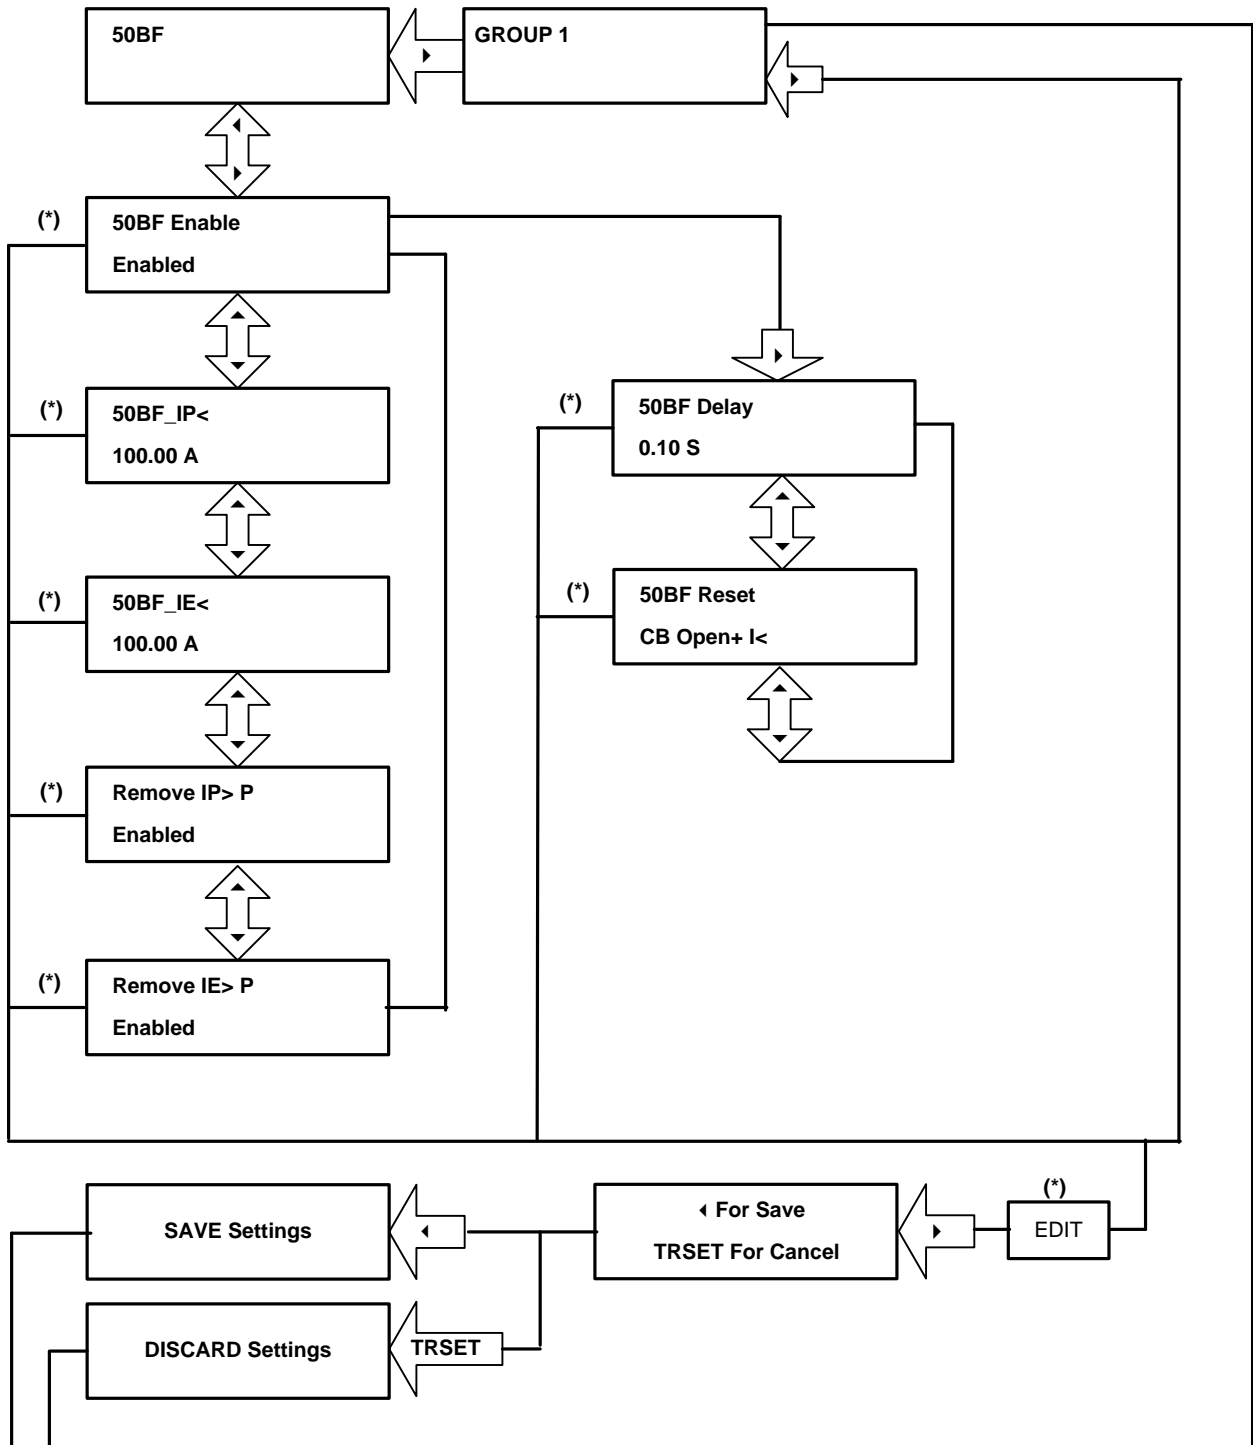 50BF
GROUP 1
(*)
50BF Enable
Enabled
(*)
50BF_IP<
100.00 A
(*)
50BF Delay
0.10 S
(*)
50BF_IE<
100.00 A
(*)
50BF Reset
CB Open+ I<
(*)
Remove IP> P
Enabled
(*)
Remove IE> P
Enabled
SAVE Settings
For Save
TRSET For Cancel
(*)
EDIT
DISCARD Settings
TRSET